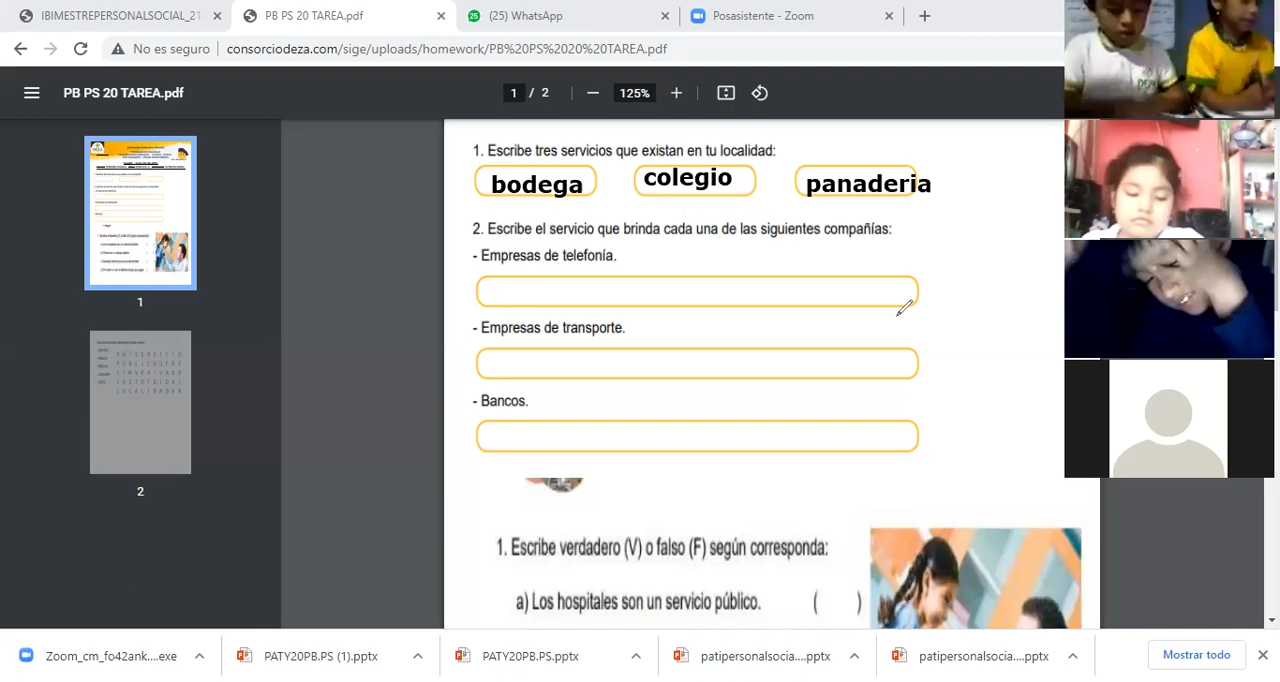 IBIMESTREPERSONALSOCIAL_21-
PB PS 20 TAREA.pdf
(25) WhatsApp
Posasistente - Zoom
No es seguro
consorciodeza.com/sige/uploads/homework/PB%20PS%2020%20TAREA.pdf
PB PS 20 TAREA.pdf
1 / 2
125%
1. Escribe tres servicios que existan en tu localidad:
bodega colegio panaderia
2. Escribe el servicio que brinda cada una de las siguientes compañías:
- Empresas de telefonía.
- Empresas de transporte.
- Bancos.
1. Escribe verdadero (V) o falso (F) según corresponda:
a) Los hospitales son un servicio público. ( )
1
2
Zoom_cm_fo42ank....exe
PATY20PB.PS (1).pptx
PATY20PB.PS.pptx
patipersonalsocia....pptx
patipersonalsocia....pptx
Mostrar todo